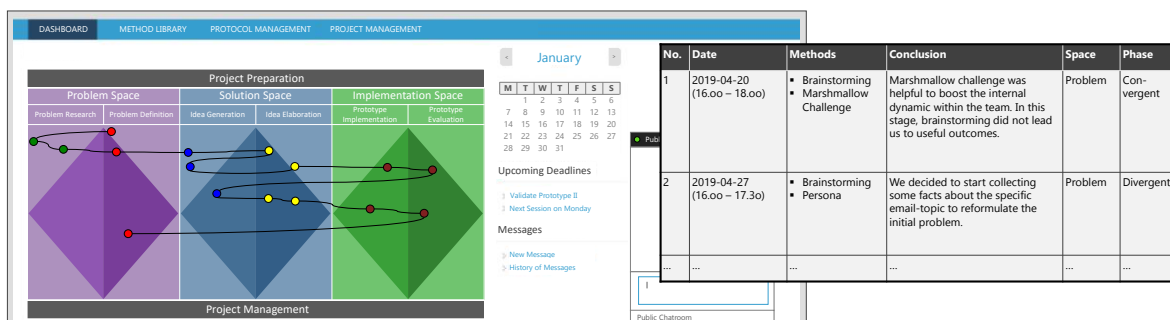 DASHBOARD METHOD LIBRARY PROTOCOL MANAGEMENT PROJECT MANAGEMENT
Project Preparation
Problem Space Solution Space Implementation Space
Problem Research Problem Definition Idea Generation Idea Elaboration Prototype Implementation Prototype Evaluation
Project Management
< January >
M T W T F S S
1 2 3 4 5 6
7 8 9 10 11 12 13
14 15 16 17 18 19 20
21 22 23 24 25 26 27
28 29 30 31
Upcoming Deadlines
Validate Prototype II
Next Session on Monday
Messages
New Message
History of Messages
Publ
I
Public Chatroom
No. Date Methods Conclusion Space Phase
1 2019-04-20 ▪ Brainstorming Marshmallow challenge was Problem Con-
(16.oo – 18.oo) ▪ Marshmallow helpful to boost the internal vergent
Challenge dynamic within the team. In this
stage, brainstorming did not lead
us to useful outcomes.
2 2019-04-27 ▪ Brainstorming We decided to start collecting Problem Divergent
(16.oo – 17.3o) ▪ Persona some facts about the specific
email-topic to reformulate the
initial problem.
... ... ... ... ... ...